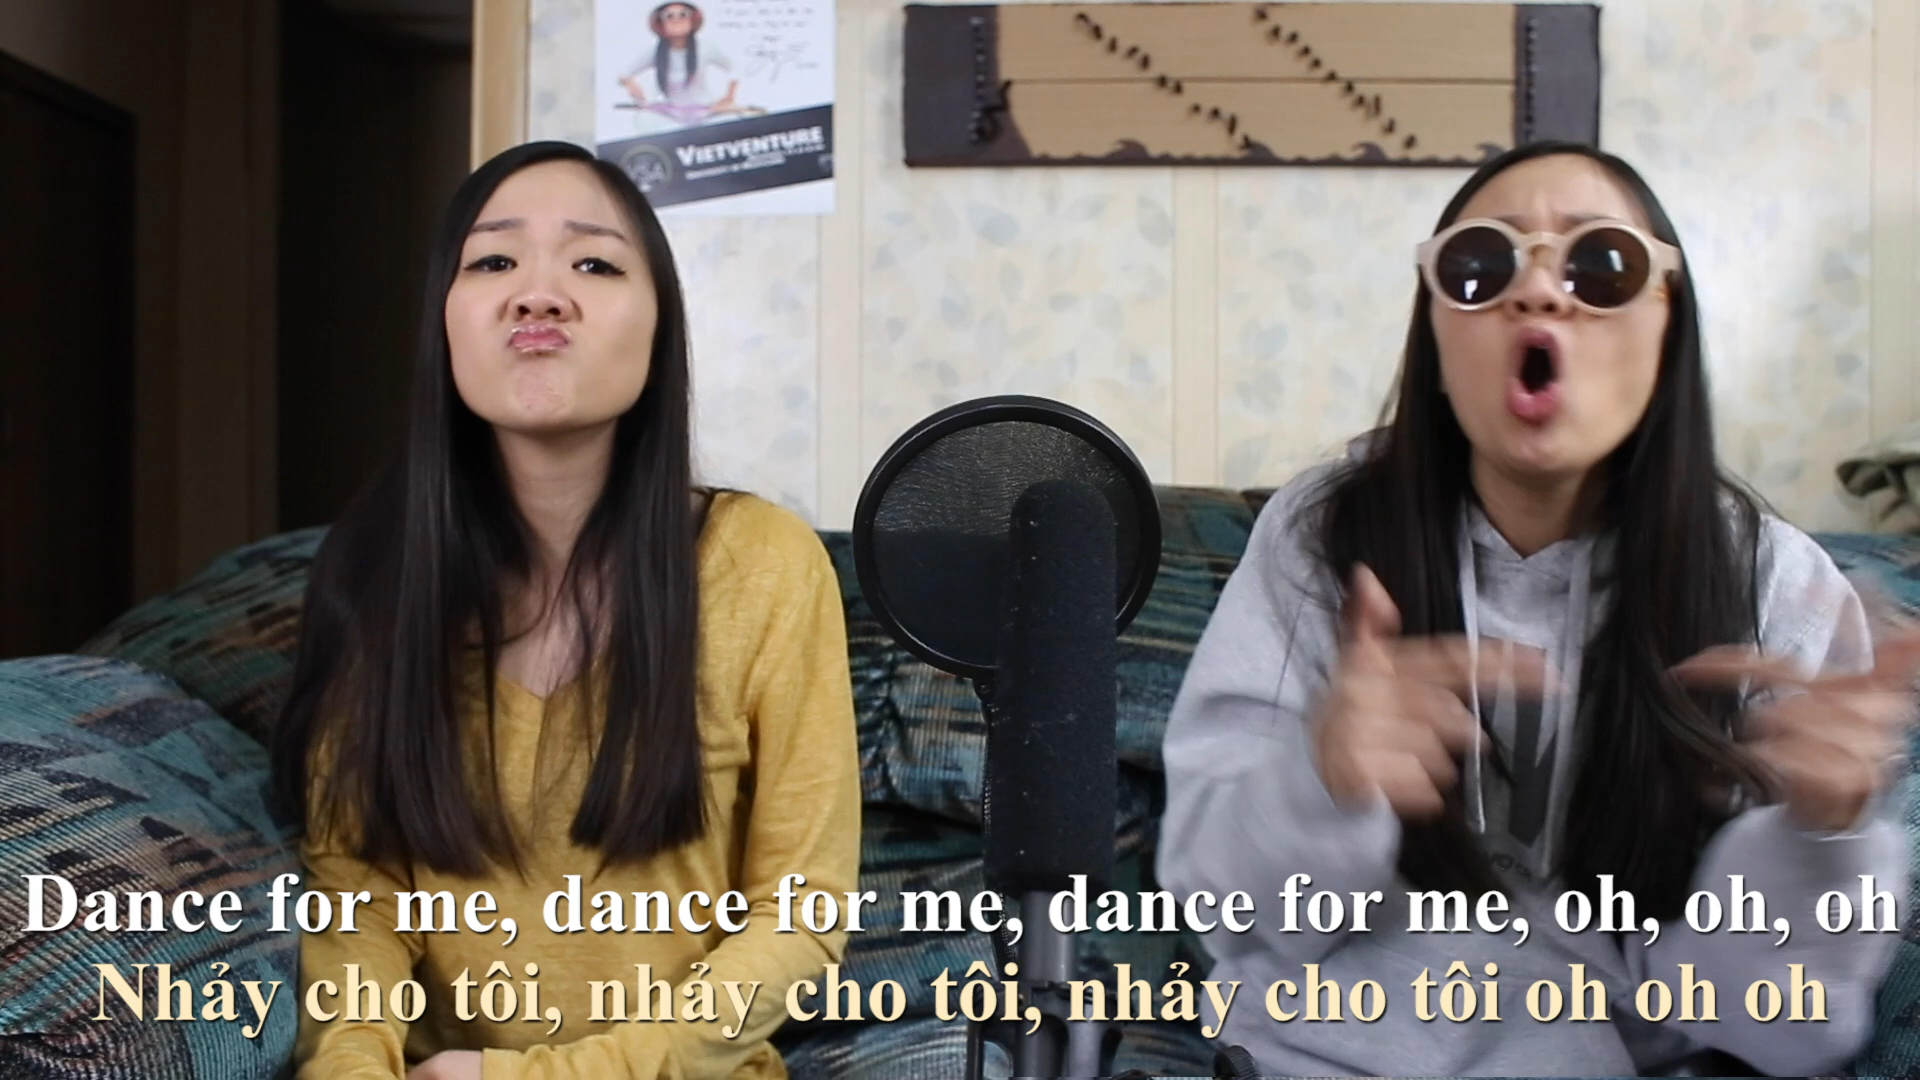 VIETVENTURE
Dance for me, dance for me, dance for me, oh, oh, oh
Nhảy cho tôi, nhảy cho tôi, nhảy cho tôi oh oh oh